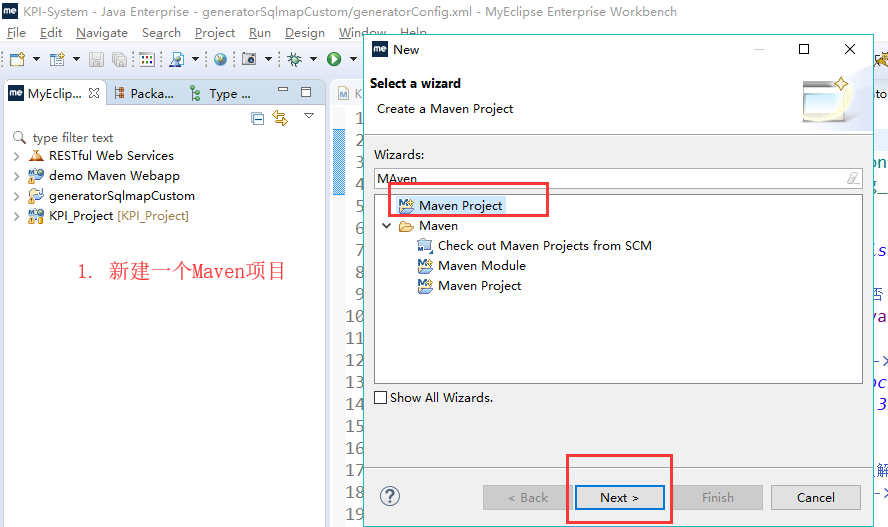 KPI-System - Java Enterprise - generatorSqlmapCustom/generatorConfig.xml - MyEclipse Enterprise Workbench
File Edit Navigate Search Project Run Design Window Help
MyEclip...
Packa...
Type ...
type filter text
RESTful Web Services
demo Maven Webapp
generatorSqlmapCustom
KPI_Project [KPI_Project]
1. 新建一个Maven项目
New
Select a wizard
Create a Maven Project
Wizards:
MAven
Maven Project
Maven
Check out Maven Projects from SCM
Maven Module
Maven Project
Show All Wizards.
< Back
Next >
Finish
Cancel
1
2
3
4
5
6
7
8
9
10
11
12
13
14
15
16
17
18
19